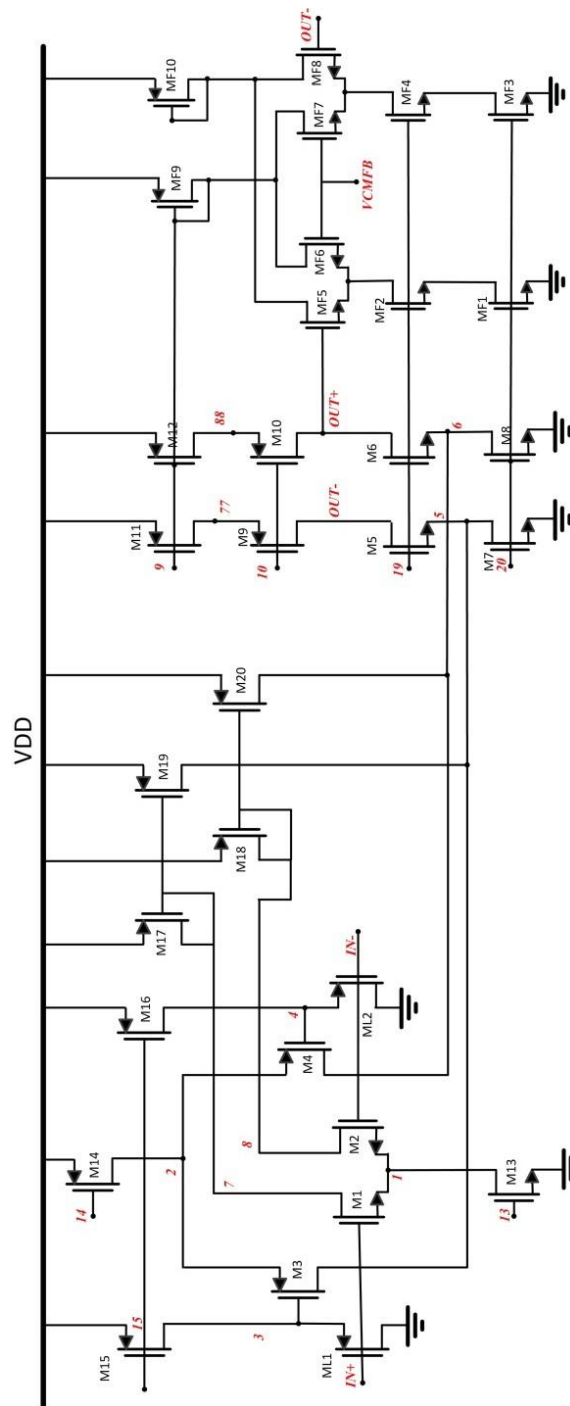 VDD
M15
15
3
ML1
IN+
M3
14
M14
2
7
M1
8
M2
1
M13
13
M16
4
M4
ML2
IN-
M17
M18
M19
M20
M11
9
77
M9
10
OUT-
M5
19
5
M7
20
M12
88
M10
OUT+
M6
6
M8
MF9
MF10
MF5
MF6
MF7
MF8
OUT-
VCMFB
MF2
MF1
MF4
MF3